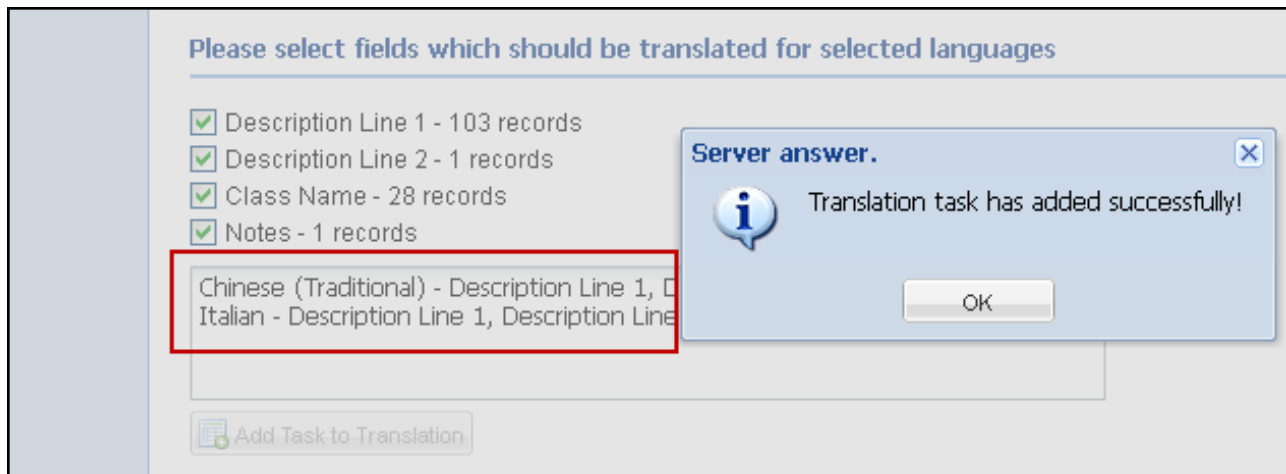 Please select fields which should be translated for selected languages
Description Line 1 - 103 records
Description Line 2 - 1 records
Class Name - 28 records
Notes - 1 records
Server answer.
Translation task has added successfully!
OK
Chinese (Traditional) - Description Line 1,
Italian - Description Line 1, Description Line
Add Task to Translation